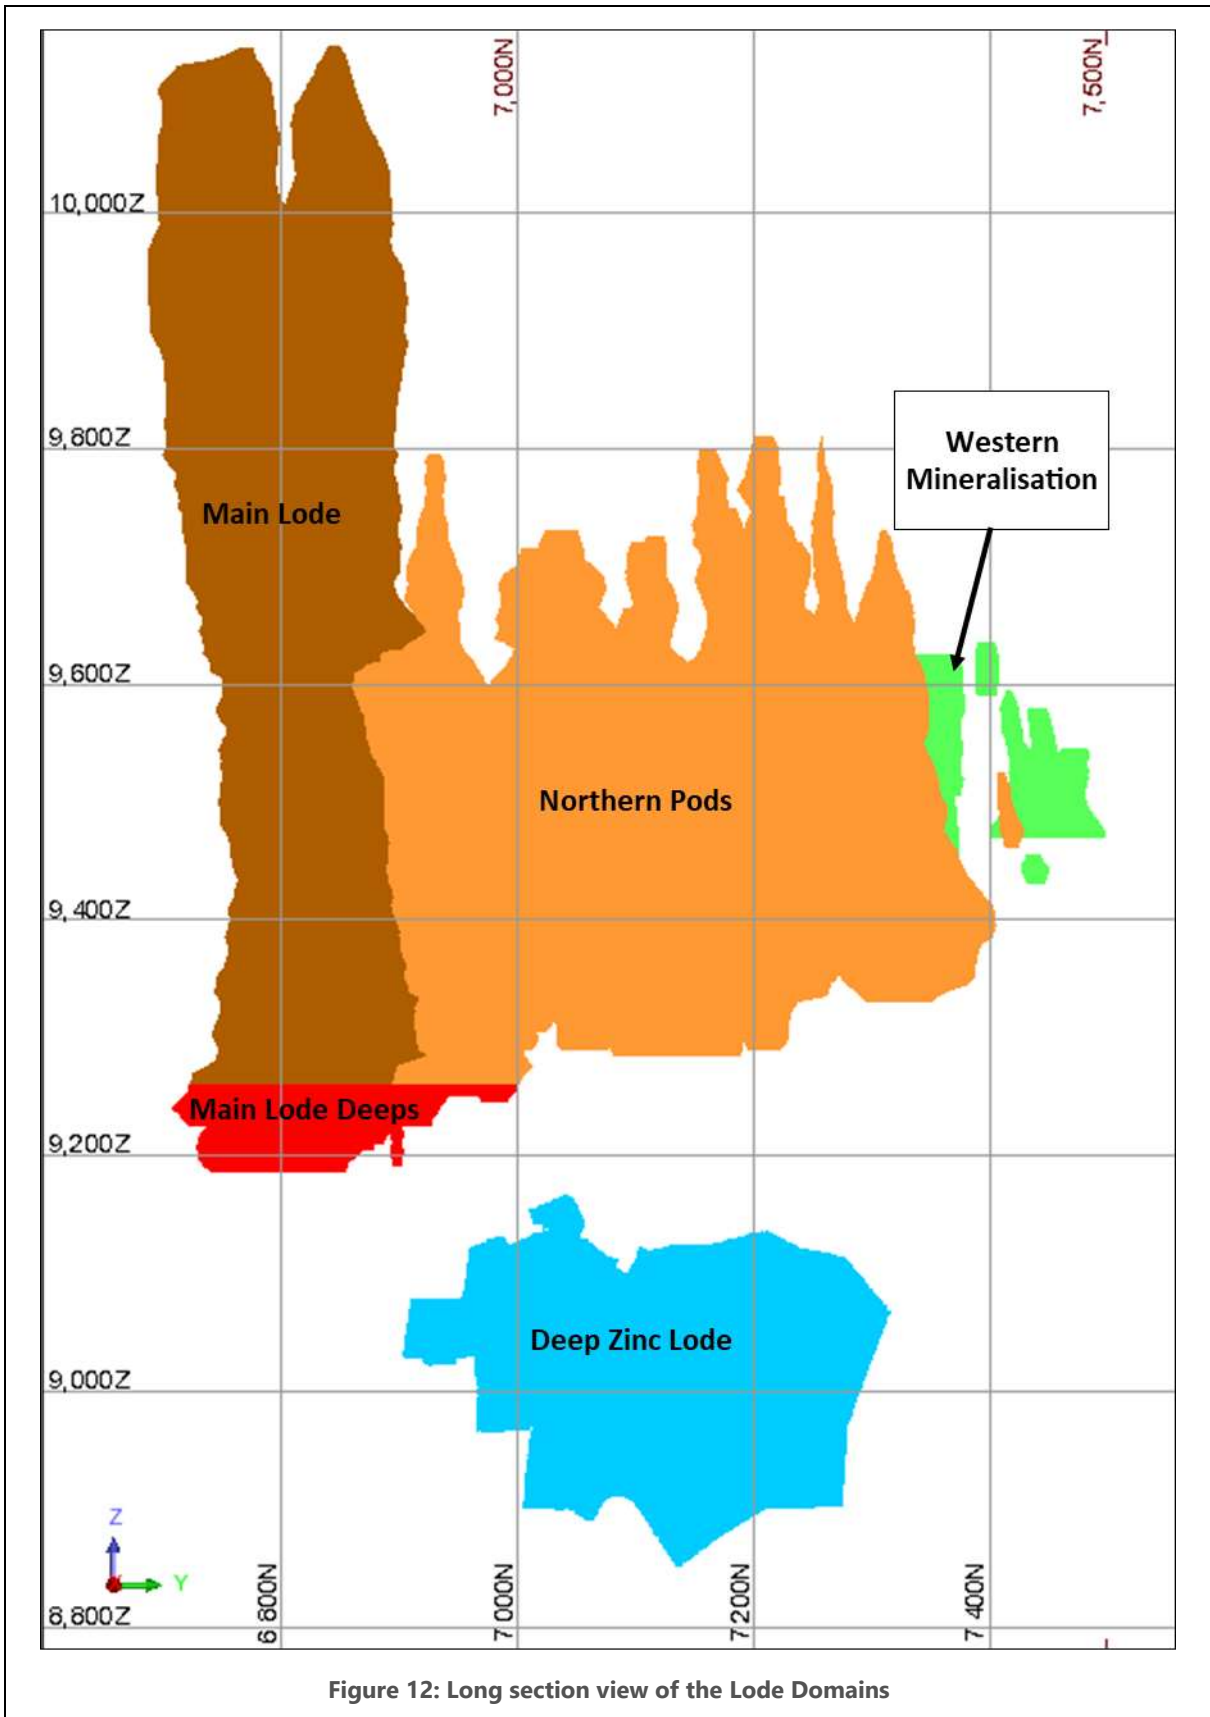 7,000N
7,500N
10,000Z
9,800Z
Western
Mineralisation
Main Lode
9,600Z
Northern Pods
9,400Z
Main Lode Deeps
9,200Z
Deep Zinc Lode
9,000Z
Z
Y
8,800Z
6 800N
7 000N
7 200N
7 400N
Figure 12: Long section view of the Lode Domains